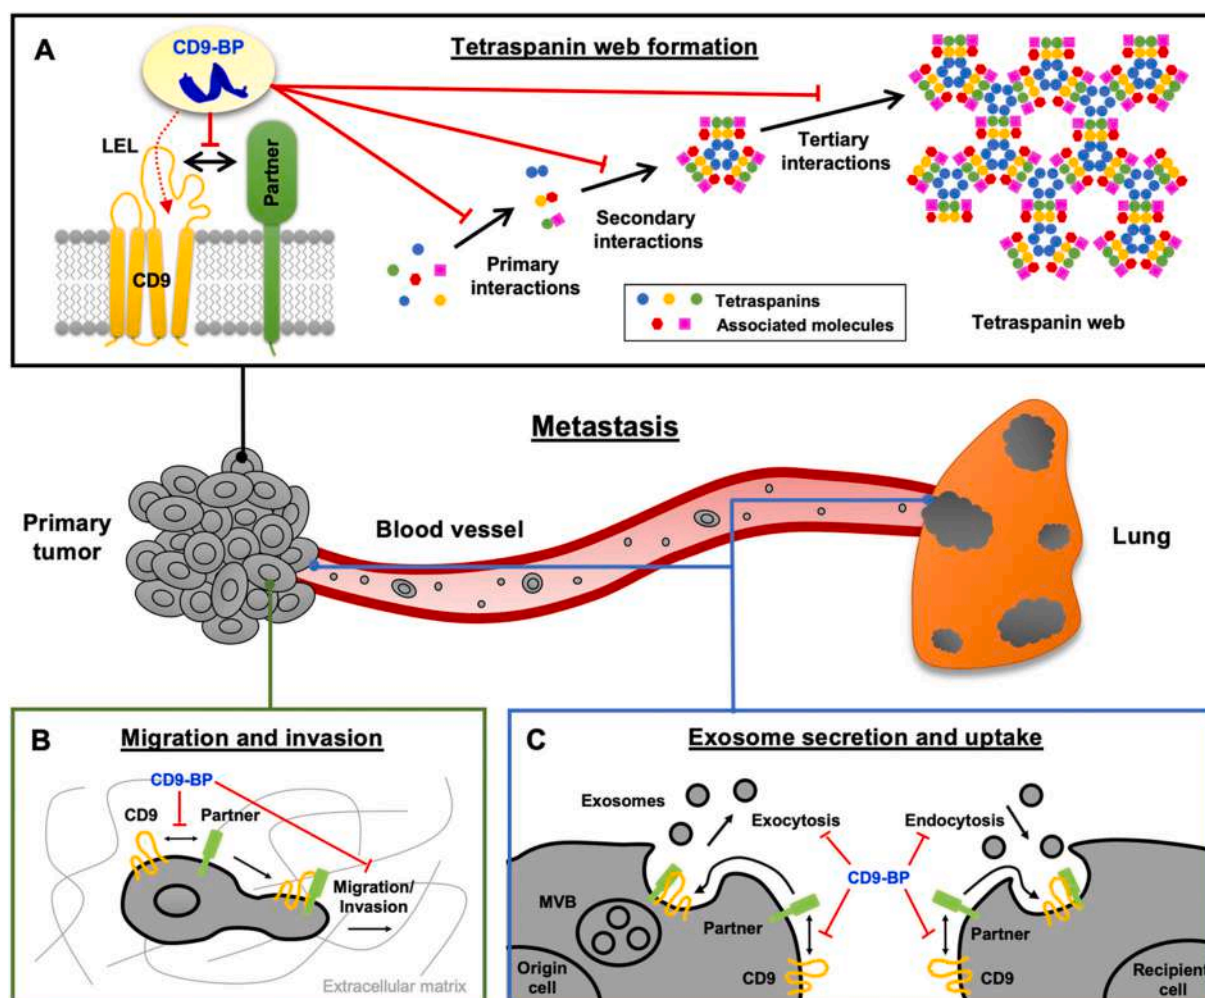 A
CD9-BP
Tetraspanin web formation
LEL
Partner
CD9
Primary
interactions
Secondary
interactions
Tertiary
interactions
Tetraspanins
Associated molecules
Tetraspanin web
Metastasis
Primary
tumor
Blood vessel
Lung
B
Migration and invasion
CD9-BP
CD9
Partner
Migration/
Invasion
Extracellular matrix
C
Exosome secretion and uptake
Exosomes
Exocytosis
Endocytosis
CD9-BP
MVB
Partner
Partner
CD9
CD9
Origin
cell
Recipient
cell